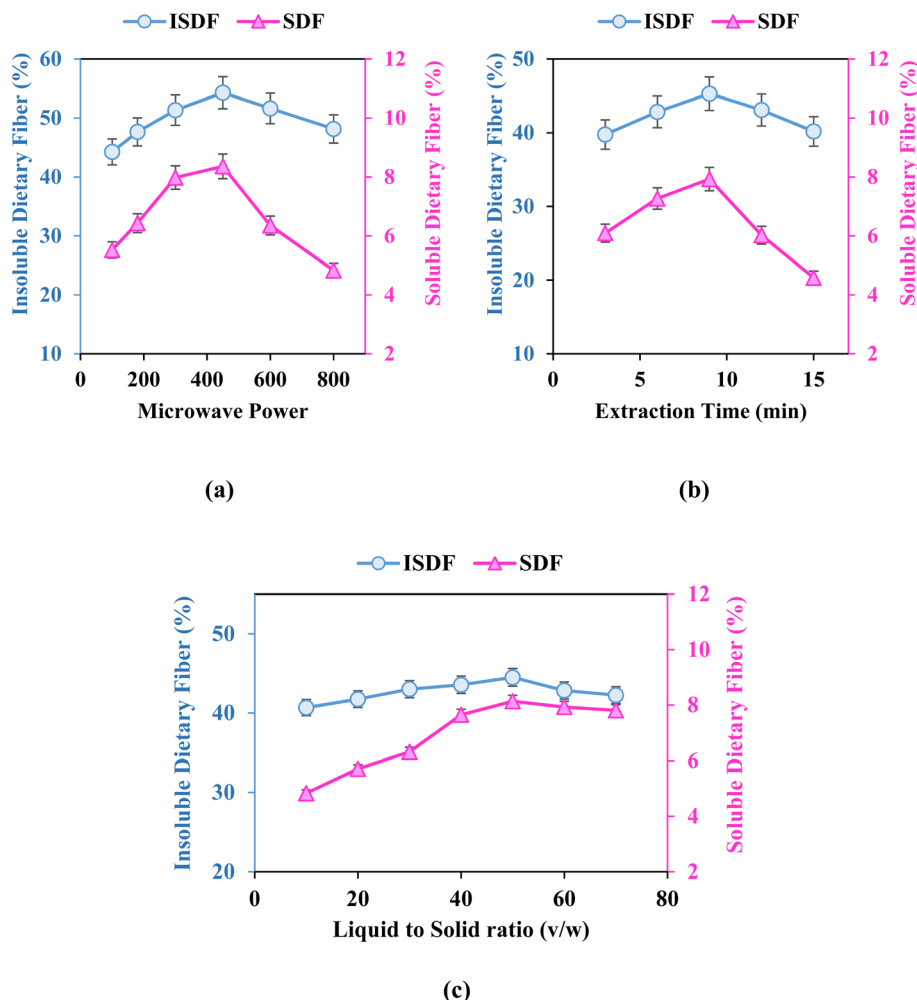 ISDF SDF
Insoluble Dietary Fiber (%)
60
50
40
30
20
10
12
10
8
6
4
2
Soluble Dietary Fiber (%)
0 200 400 600 800
Microwave Power
(a)
ISDF SDF
Insoluble Dietary Fiber (%)
50
40
30
20
10
12
10
8
6
4
2
Soluble Dietary Fiber (%)
0 5 10 15
Extraction Time (min)
(b)
ISDF SDF
Insoluble Dietary Fiber (%)
50
40
30
20
12
10
8
6
4
2
Soluble Dietary Fiber (%)
0 20 40 60 80
Liquid to Solid ratio (v/w)
(c)